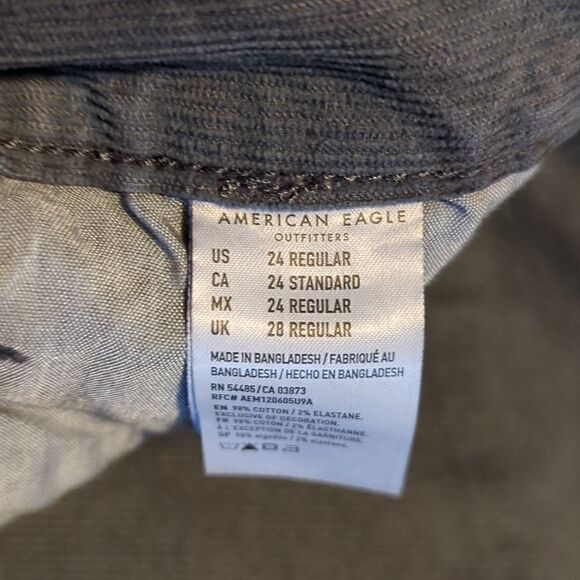 AMERICAN EAGLE
OUTFITTERS
US 24 REGULAR
CA 24 STANDARD
MX 24 REGULAR
UK 28 REGULAR
MADE IN BANGLADESH / FABRIQUÉ AU
BANGLADESH / HECHO EN BANGLADESH
RN 54485/CA 03873
RFC# AEM120605U9A
EN 98% COTTON / 2% ELASTANE.
EXCLUSIVE OF DECORATION.
FR 98% COTON / 2% ÉLASTHANNE.
À L'EXCEPTION DE LA GARNITURE.
SP 98% algodón / 2% elastano.